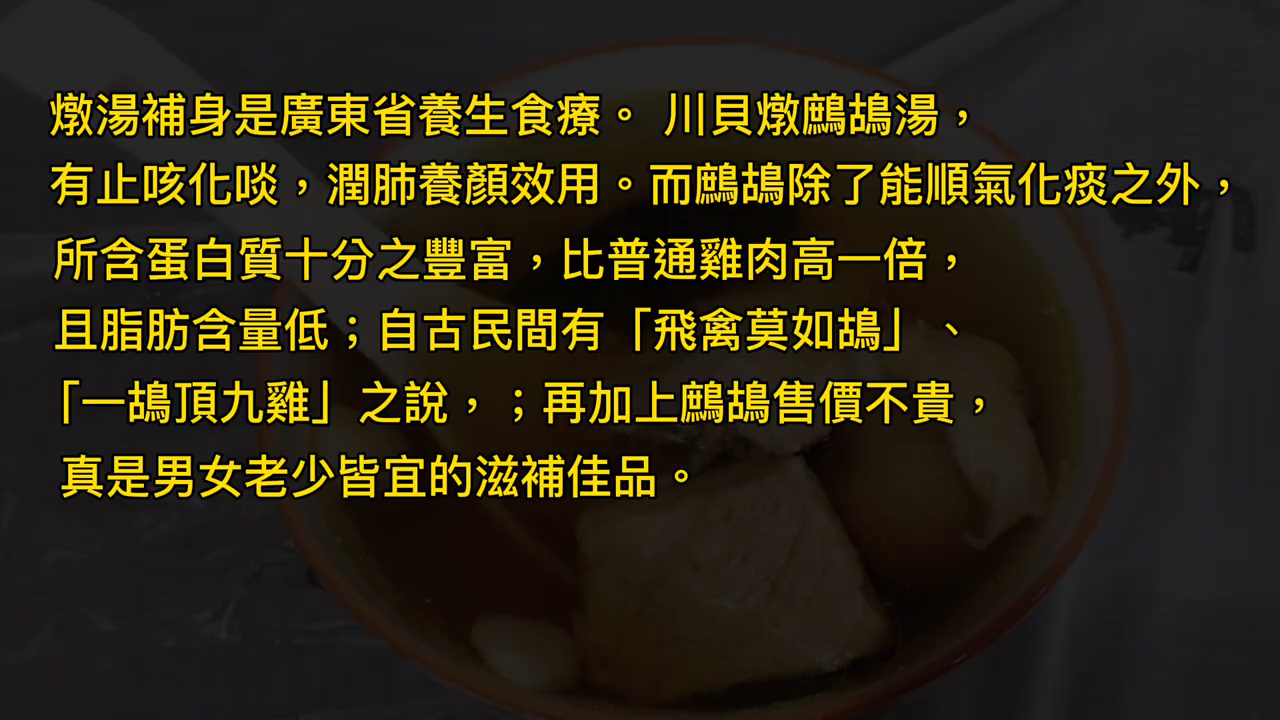 燉湯補身是廣東省養生食療。 川貝燉鷓鴣湯，
有止咳化啖，潤肺養顏效用。而鷓鴣除了能順氣化痰之外，
所含蛋白質十分之豐富，比普通雞肉高一倍，
且脂肪含量低；自古民間有「飛禽莫如鴣」、
「一鴣頂九雞」之說，；再加上鷓鴣售價不貴，
真是男女老少皆宜的滋補佳品。